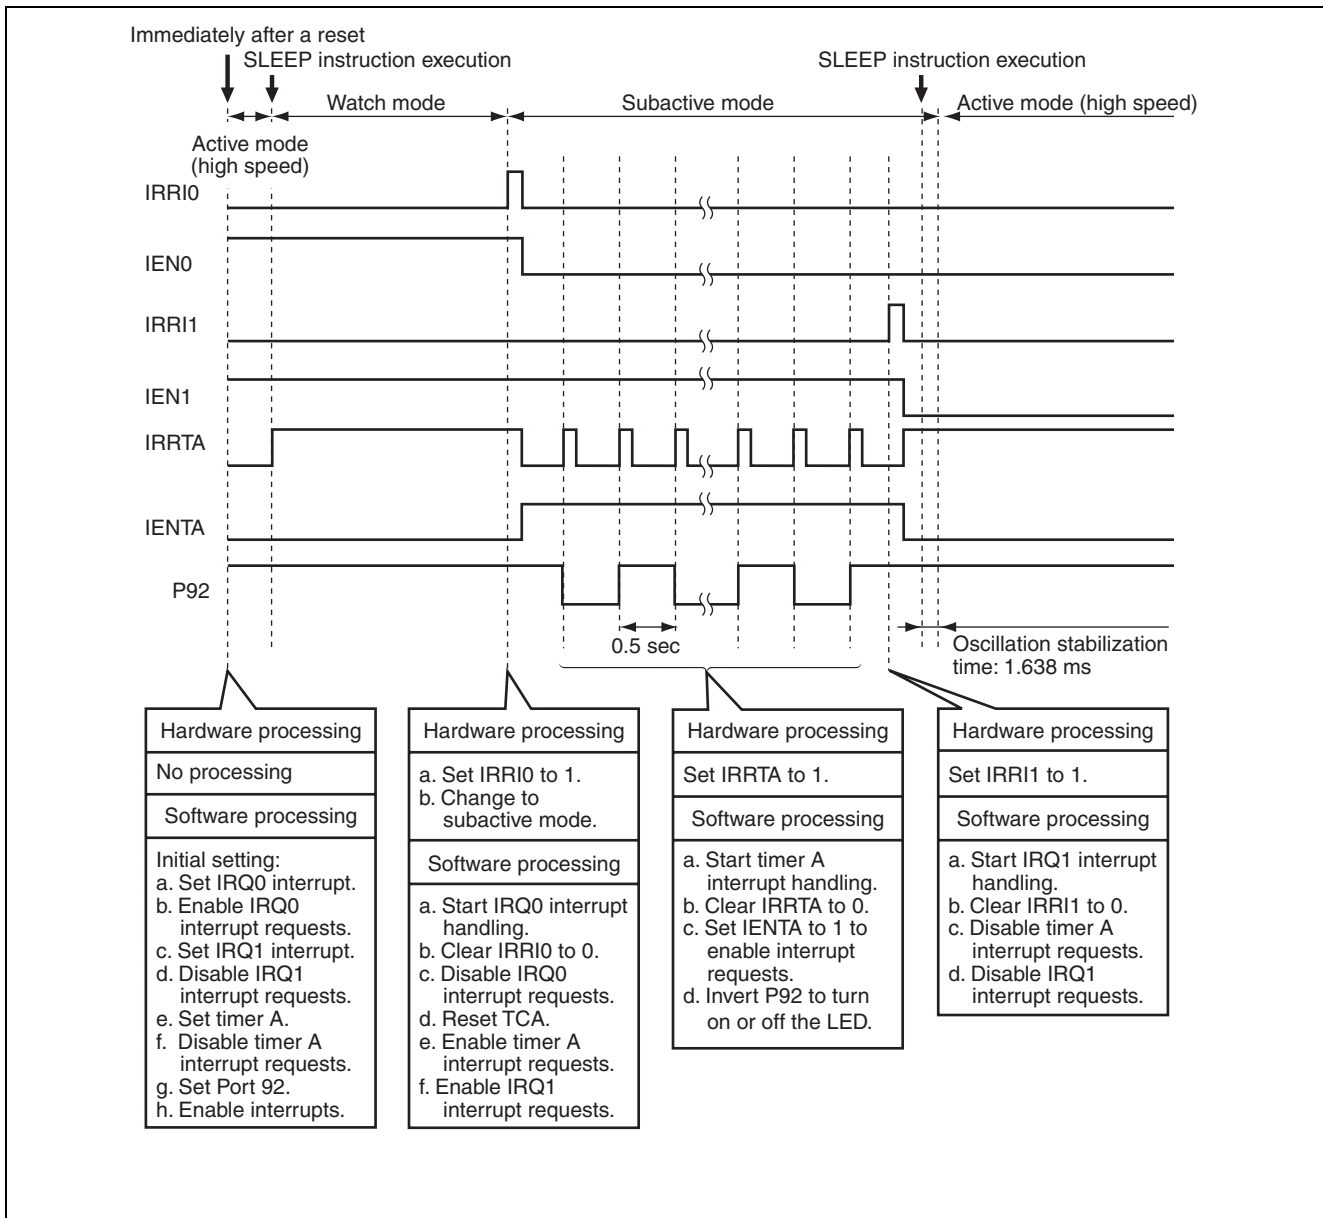 Immediately after a reset
SLEEP instruction execution
SLEEP instruction execution
Watch mode
Subactive mode
Active mode (high speed)
Active mode
(high speed)
IRRI0
IEN0
IRRI1
IEN1
IRRTA
IENTA
P92
0.5 sec
Oscillation stabilization
time: 1.638 ms
Hardware processing
No processing
Software processing
Initial setting:
a. Set IRQ0 interrupt.
b. Enable IRQ0
interrupt requests.
c. Set IRQ1 interrupt.
d. Disable IRQ1
interrupt requests.
e. Set timer A.
f. Disable timer A
interrupt requests.
g. Set Port 92.
h. Enable interrupts.
Hardware processing
a. Set IRRI0 to 1.
b. Change to
subactive mode.
Software processing
a. Start IRQ0 interrupt
handling.
b. Clear IRRI0 to 0.
c. Disable IRQ0
interrupt requests.
d. Reset TCA.
e. Enable timer A
interrupt requests.
f. Enable IRQ1
interrupt requests.
Hardware processing
Set IRRTA to 1.
Software processing
a. Start timer A
interrupt handling.
b. Clear IRRTA to 0.
c. Set IENTA to 1 to
enable interrupt
requests.
d. Invert P92 to turn
on or off the LED.
Hardware processing
Set IRRI1 to 1.
Software processing
a. Start IRQ1 interrupt
handling.
b. Clear IRRI1 to 0.
c. Disable timer A
interrupt requests.
d. Disable IRQ1
interrupt requests.